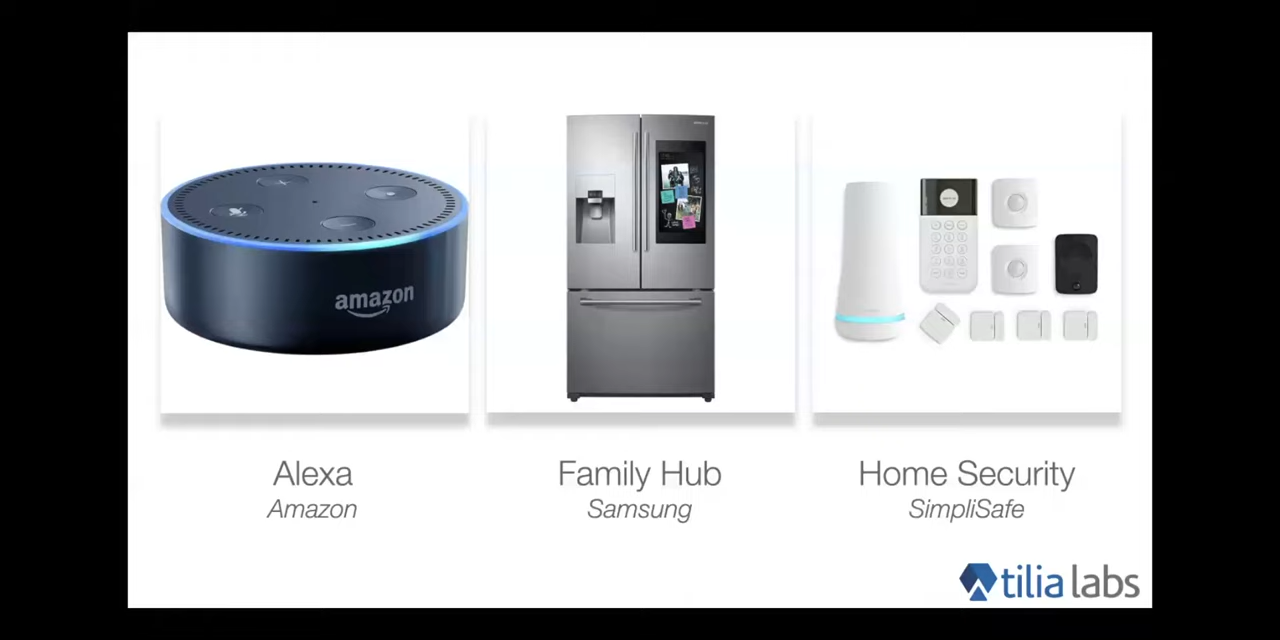 amazon
Alexa
Amazon
Family Hub
Samsung
Home Security
SimpliSafe
tilia labs